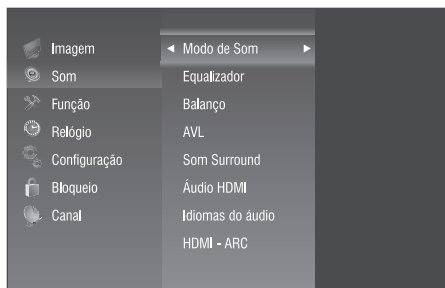 Imagem
Som
Função
Relógio
Configuração
Bloqueio
Canal
Modo de Som
Equalizador
Balanço
AVL
Som Surround
Áudio HDMI
Idiomas do áudio
HDMI - ARC